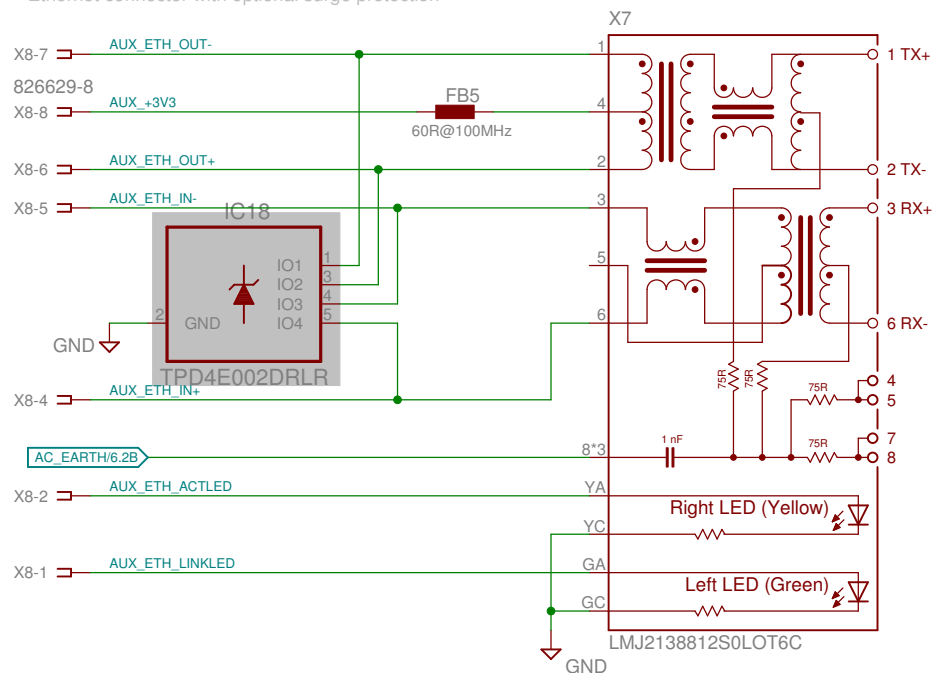 Ethernet connector with optional surge protection
X7
X8-7 AUX_ETH_OUT- 1 1 TX+
826629-8
X8-8 AUX_+3V3 FB5 4
60R@100MHz
X8-6 AUX_ETH_OUT+ 2 2 TX-
X8-5 AUX_ETH_IN- 3 3 RX+
IC18
IO1 1 5
IO2 3
IO3 4
2 GND IO4 5 6 6 RX-
GND
TPD4E002DRLR
75R 75R
X8-4 AUX_ETH_IN+
75R 4
5
AC_EARTH/6.2B 8*3 1 nF 75R 7
8
X8-2 AUX_ETH_ACTLED YA
Right LED (Yellow)
YC
X8-1 AUX_ETH_LINKLED GA
Left LED (Green)
GC
LMJ2138812S0LOT6C
GND